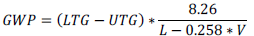 GWP = (LTG − UTG) * 8.26 / (L − 0.258 * V)